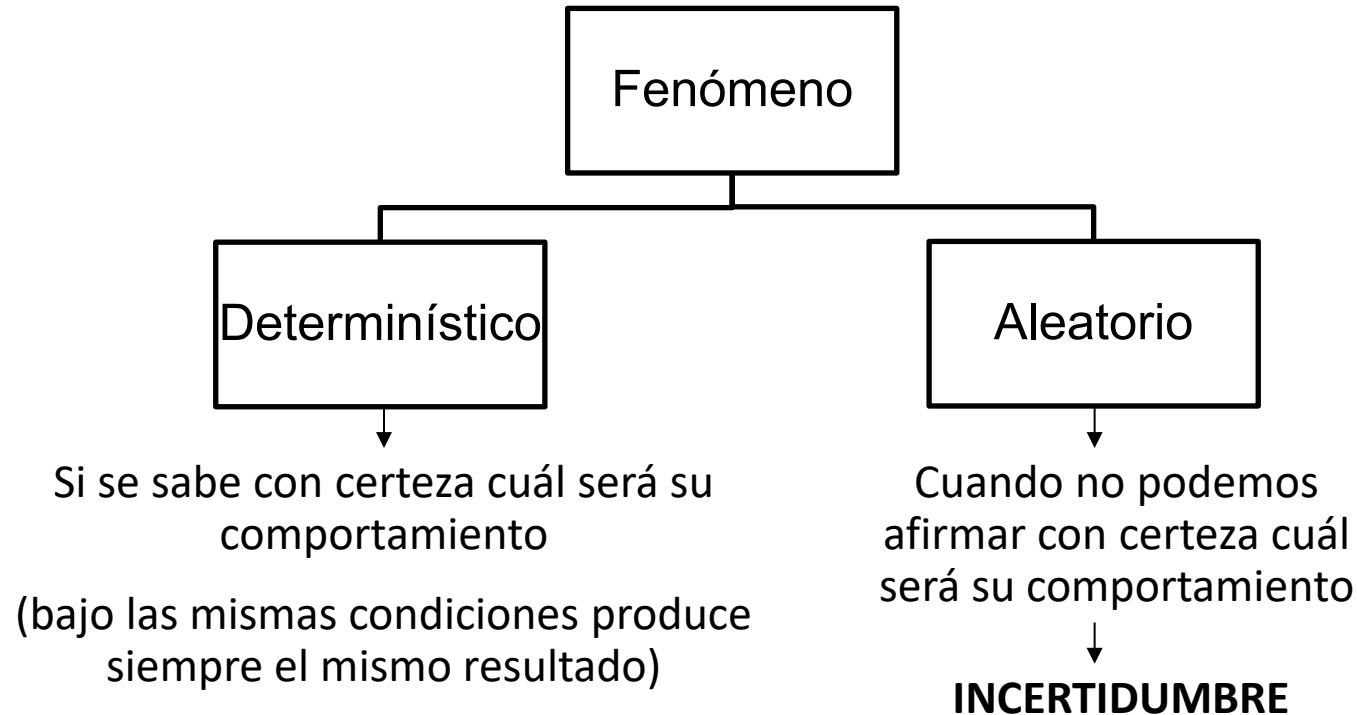 Fenómeno
Determinístico
Aleatorio
Si se sabe con certeza cuál será su
comportamiento
(bajo las mismas condiciones produce
siempre el mismo resultado)
Cuando no podemos
afirmar con certeza cuál
será su comportamiento
INCERTIDUMBRE